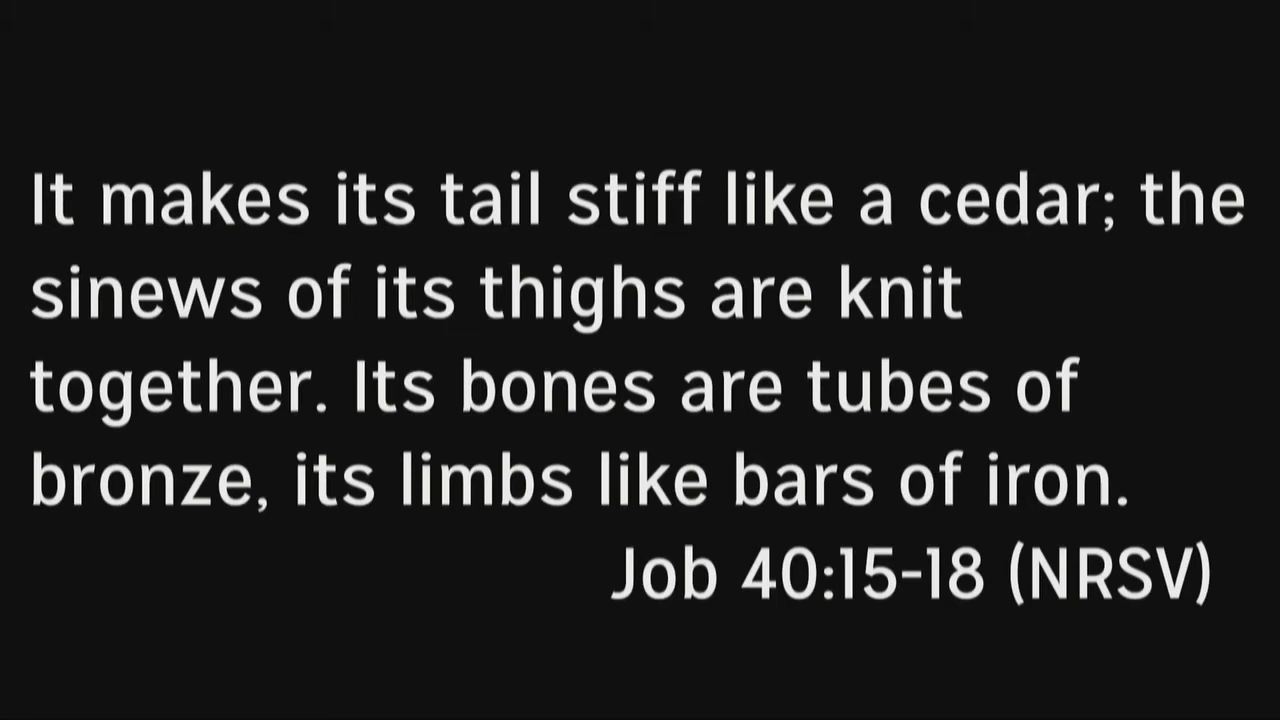 It makes its tail stiff like a cedar; the
sinews of its thighs are knit
together. Its bones are tubes of
bronze, its limbs like bars of iron.
Job 40:15-18 (NRSV)